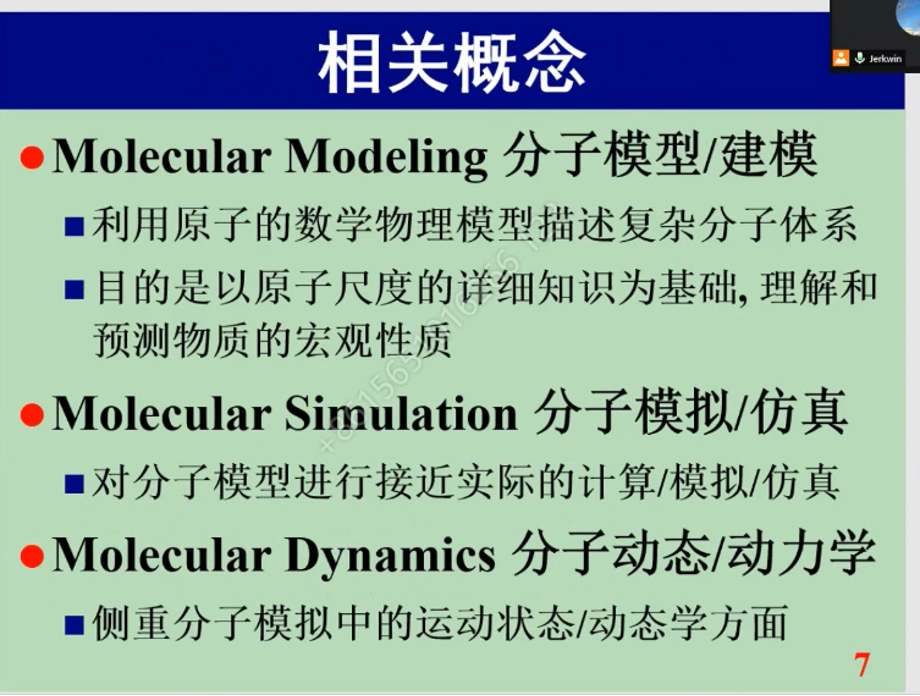 相关概念
Jerkwin
Molecular Modeling 分子模型/建模
利用原子的数学物理模型描述复杂分子体系
目的是以原子尺度的详细知识为基础, 理解和
预测物质的宏观性质
Molecular Simulation 分子模拟/仿真
对分子模型进行接近实际的计算/模拟/仿真
Molecular Dynamics 分子动态/动力学
侧重分子模拟中的运动状态/动态学方面
7